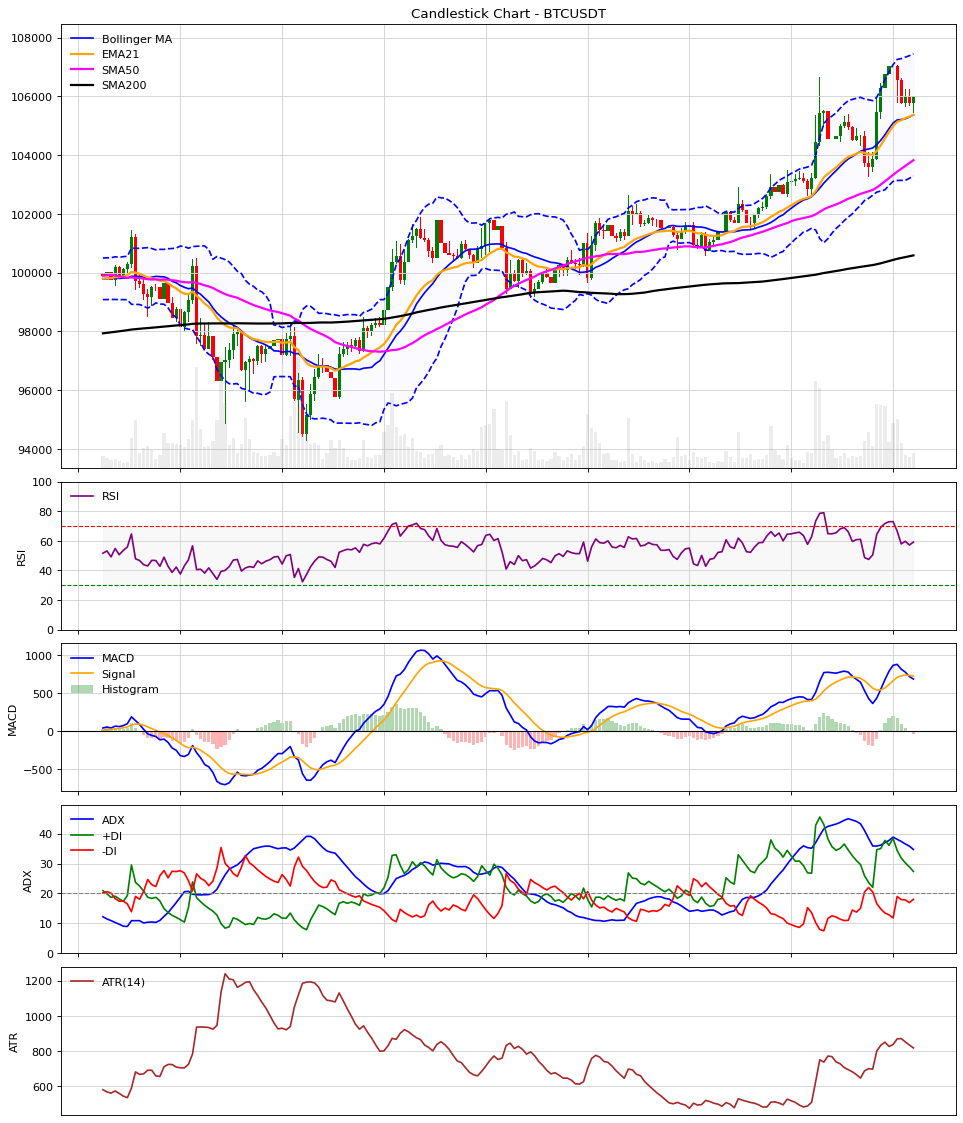 Candlestick Chart - BTCUSDT
108000
106000
104000
102000
100000
98000
96000
94000
Bollinger MA
EMA21
SMA50
SMA200
100
80
60
40
20
0
RSI
RSI
1000
500
0
−500
MACD
MACD
Signal
Histogram
40
30
20
10
0
ADX
ADX
+DI
-DI
1200
1000
800
600
ATR
ATR(14)